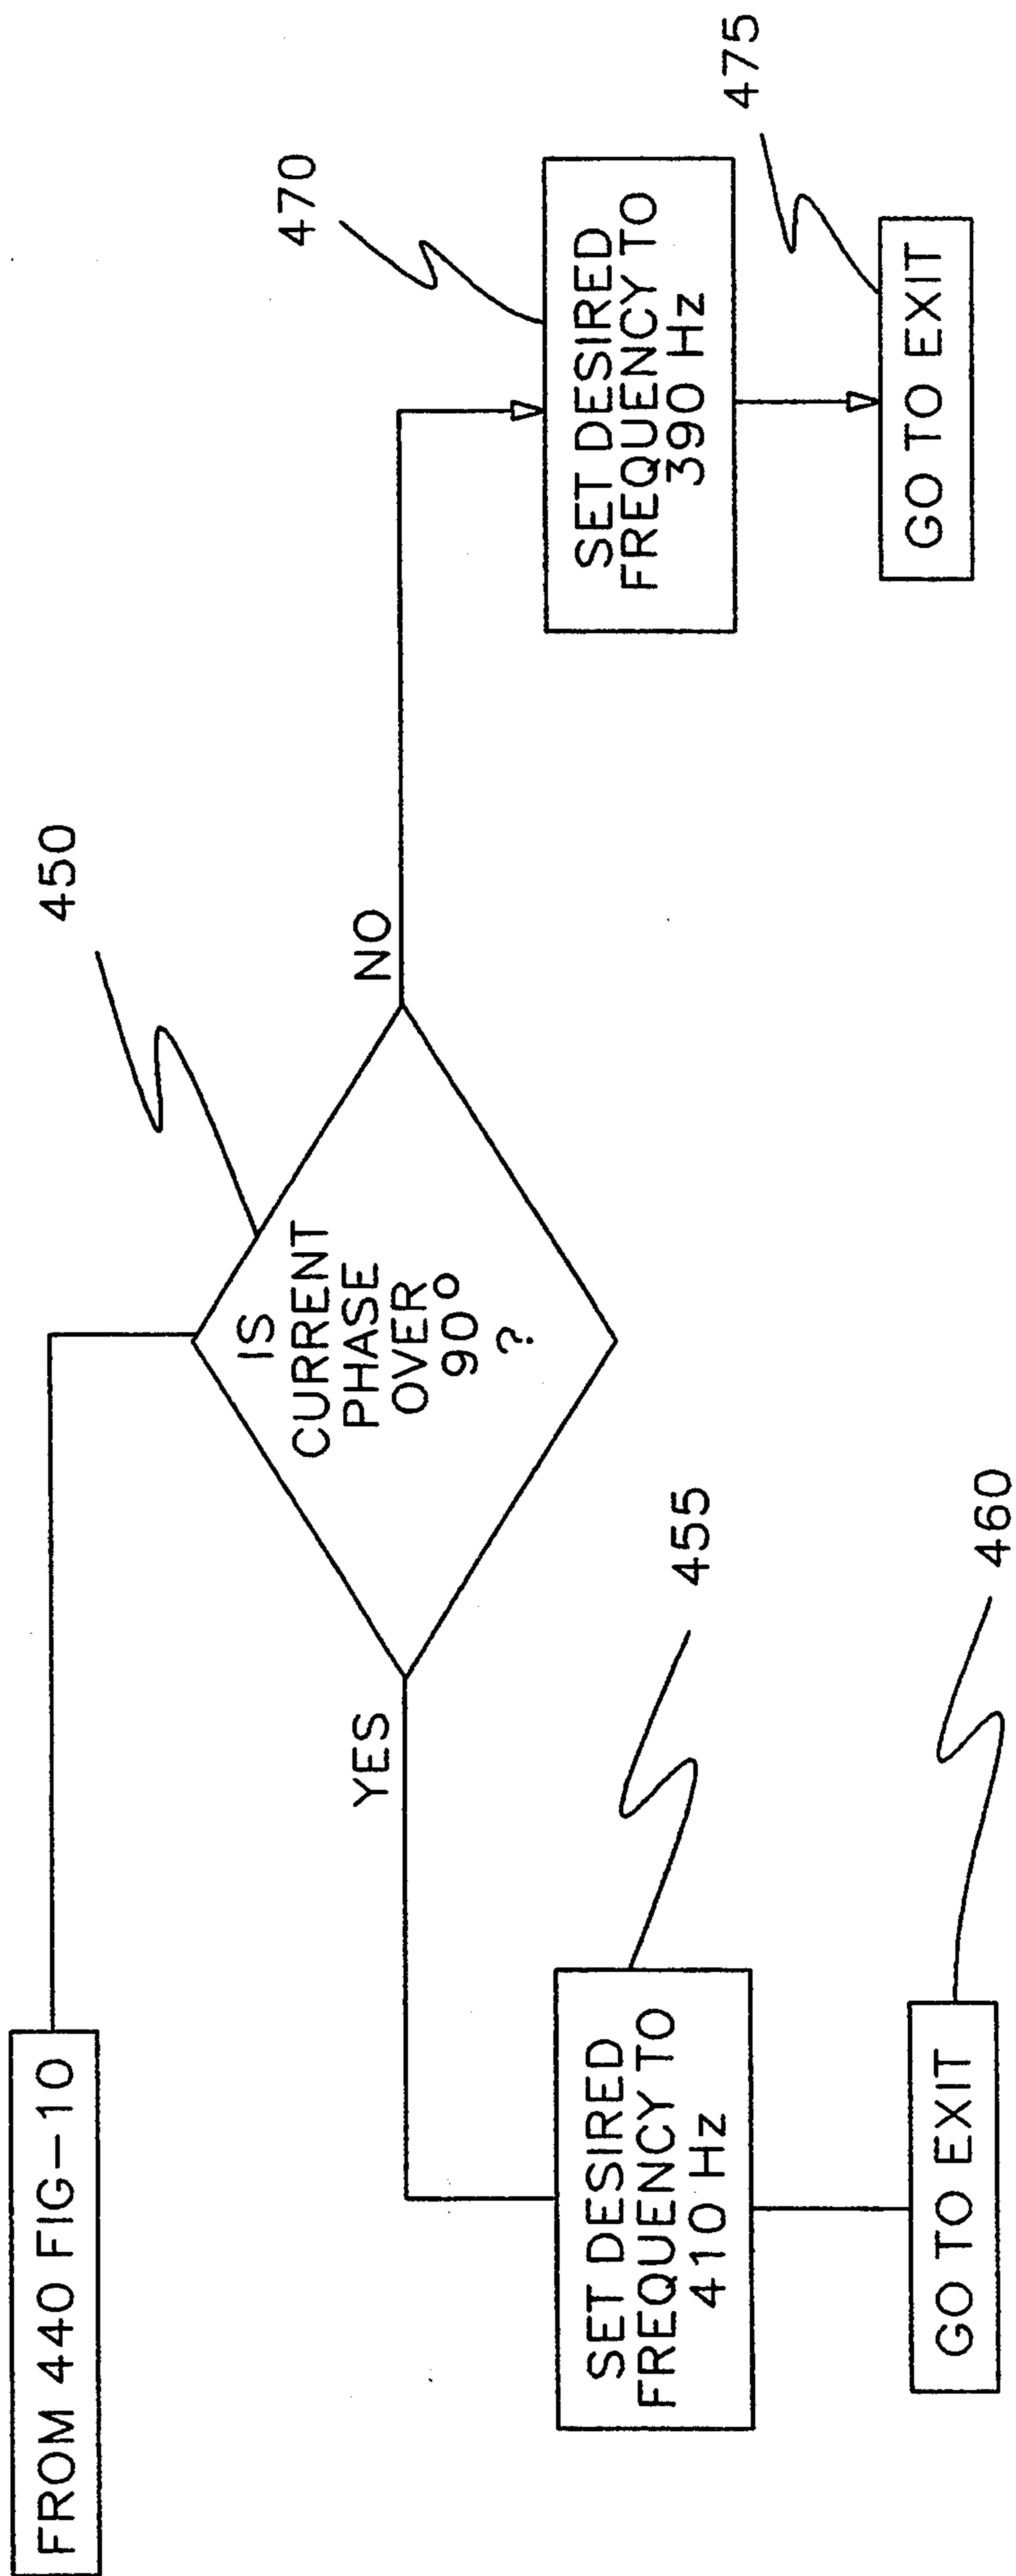 FROM 440 FIG-10
450
IS
CURRENT
PHASE
OVER
90°
?
YES
NO
455
SET DESIRED
FREQUENCY TO
410 Hz
460
GO TO EXIT
470
SET DESIRED
FREQUENCY TO
390 Hz
475
GO TO EXIT